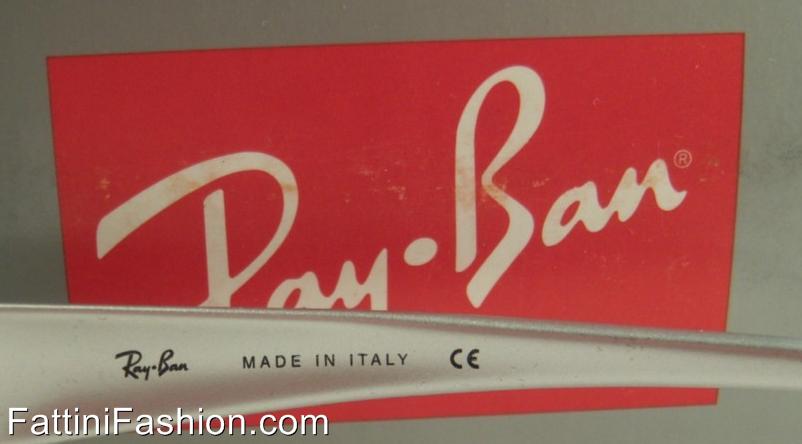 Ray-Ban ®
Ray-Ban MADE IN ITALY CE
FattiniFashion.com